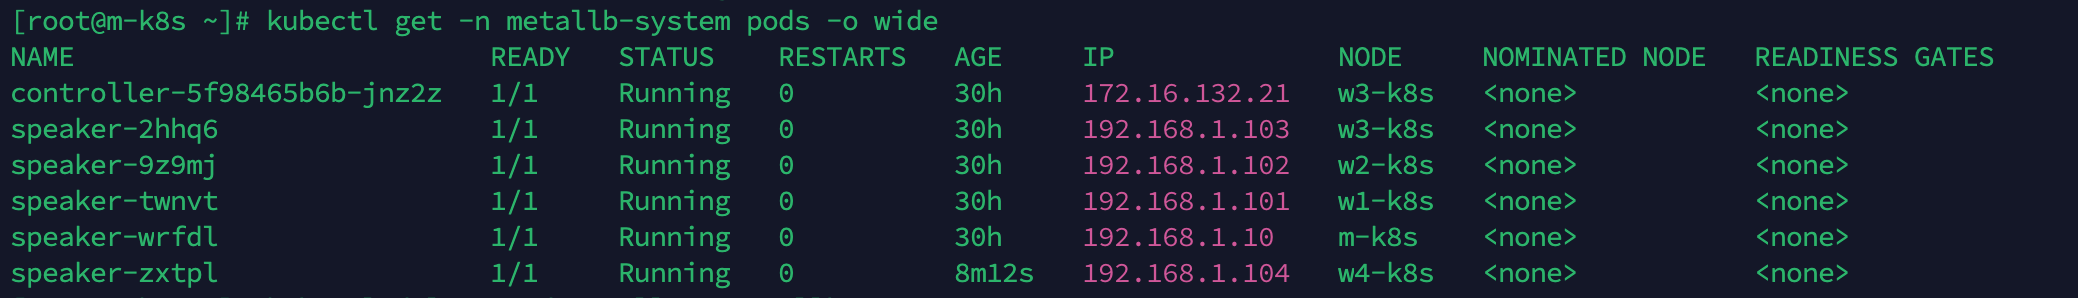 [root@m-k8s ~]# kubectl get -n metallb-system pods -o wide
NAME READY STATUS RESTARTS AGE IP NODE NOMINATED NODE READINESS GATES
controller-5f98465b6b-jnz2z 1/1 Running 0 30h 172.16.132.21 w3-k8s <none> <none>
speaker-2hhq6 1/1 Running 0 30h 192.168.1.103 w3-k8s <none> <none>
speaker-9z9mj 1/1 Running 0 30h 192.168.1.102 w2-k8s <none> <none>
speaker-twnvt 1/1 Running 0 30h 192.168.1.101 w1-k8s <none> <none>
speaker-wrfdl 1/1 Running 0 30h 192.168.1.10 m-k8s <none> <none>
speaker-zxtpl 1/1 Running 0 8m12s 192.168.1.104 w4-k8s <none> <none>